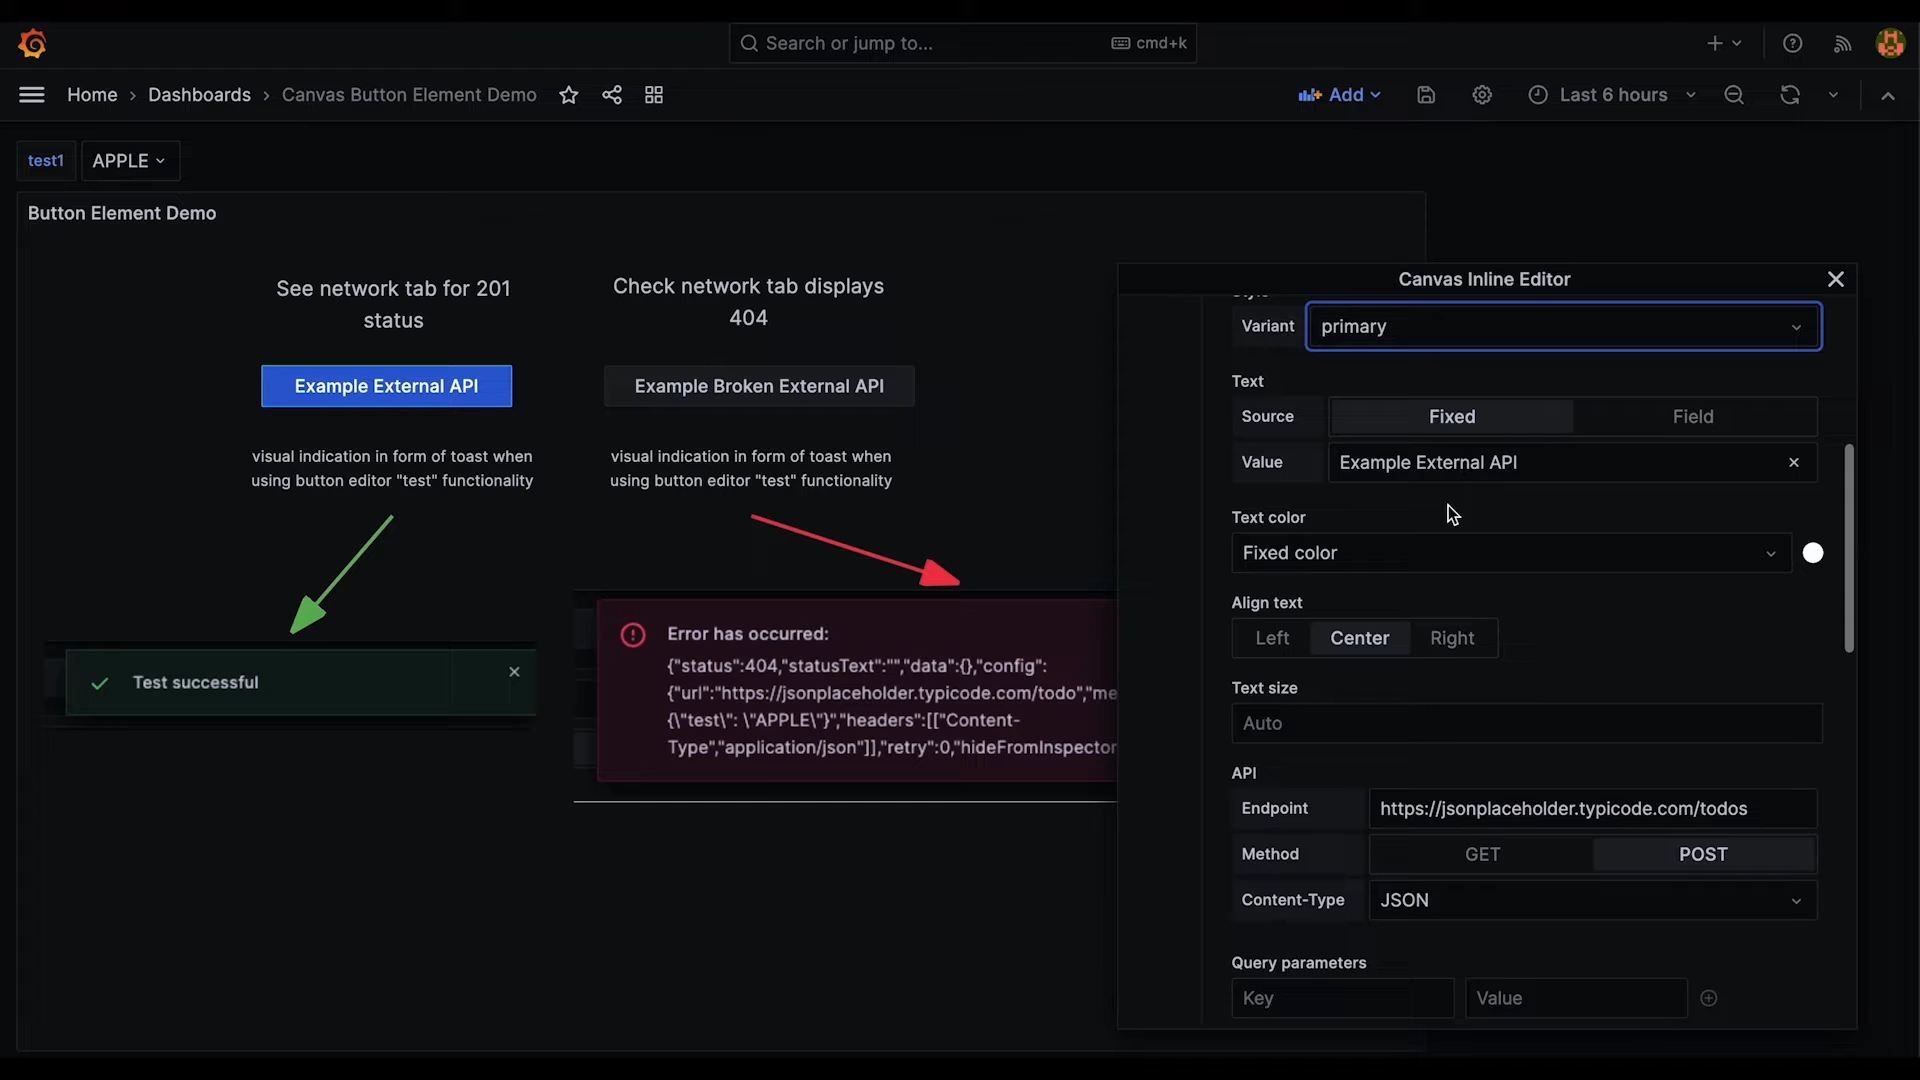 Search or jump to...
cmd+k
Home
Dashboards
Canvas Button Element Demo
Add
Last 6 hours
test1
APPLE
Button Element Demo
See network tab for 201
status
Example External API
visual indication in form of toast when
using button editor "test" functionality
Test successful
Check network tab displays
404
Example Broken External API
visual indication in form of toast when
using button editor "test" functionality
Error has occurred:
{"status":404,"statusText":"","data":{},"config":
{"url":"https://jsonplaceholder.typicode.com/todo","me
{\"test\": \"APPLE\"}","headers":[["Content-
Type","application/json"]],"retry":0,"hideFromInspector
Canvas Inline Editor
Style
Variant
primary
Text
Source
Fixed
Field
Value
Example External API
Text color
Fixed color
Align text
Left
Center
Right
Text size
Auto
API
Endpoint
https://jsonplaceholder.typicode.com/todos
Method
GET
POST
Content-Type
JSON
Query parameters
Key
Value